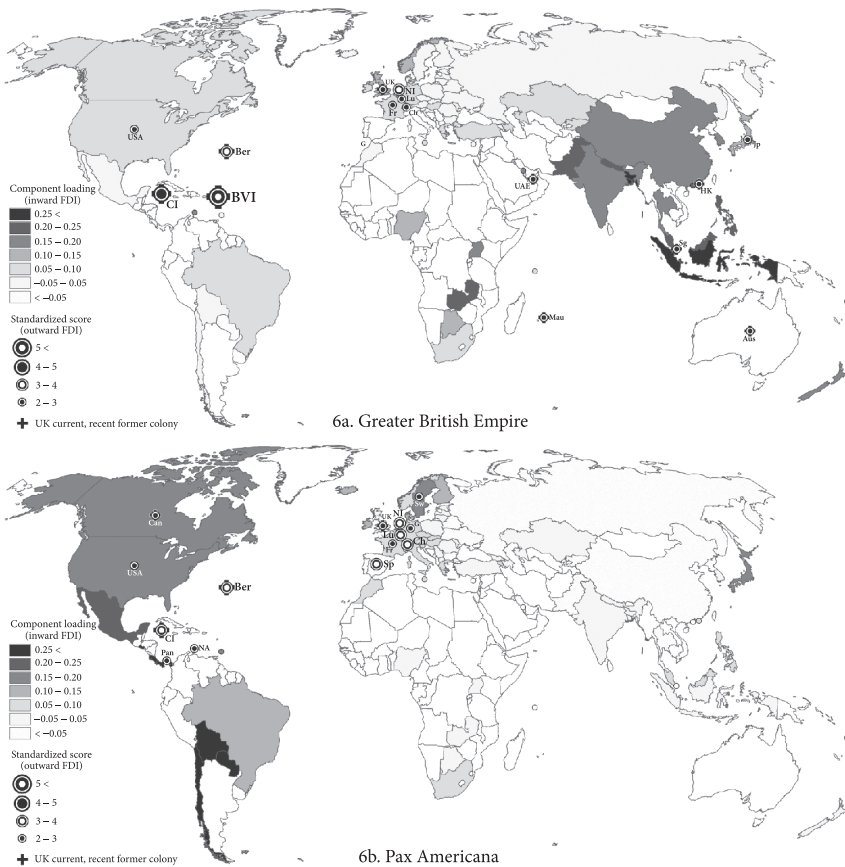 UK
NI
Lu
Fr
Ch
USA
Ber
CI
BVI
G
UAE
Jp
HK
Sg
Mau
Aus
Component loading
(inward FDI)
0.25 <
0.20 – 0.25
0.15 – 0.20
0.10 – 0.15
0.05 – 0.10
−0.05 – 0.05
< −0.05
Standardized score
(outward FDI)
5 <
4 – 5
3 – 4
2 – 3
UK current, recent former colony
6a. Greater British Empire
Can
USA
Ber
CI
Pan
NA
Sw
UK
NI
G
Lu
Fr
Ch
Sp
Component loading
(inward FDI)
0.25 <
0.20 – 0.25
0.15 – 0.20
0.10 – 0.15
0.05 – 0.10
−0.05 – 0.05
< −0.05
Standardized score
(outward FDI)
5 <
4 – 5
3 – 4
2 – 3
UK current, recent former colony
6b. Pax Americana